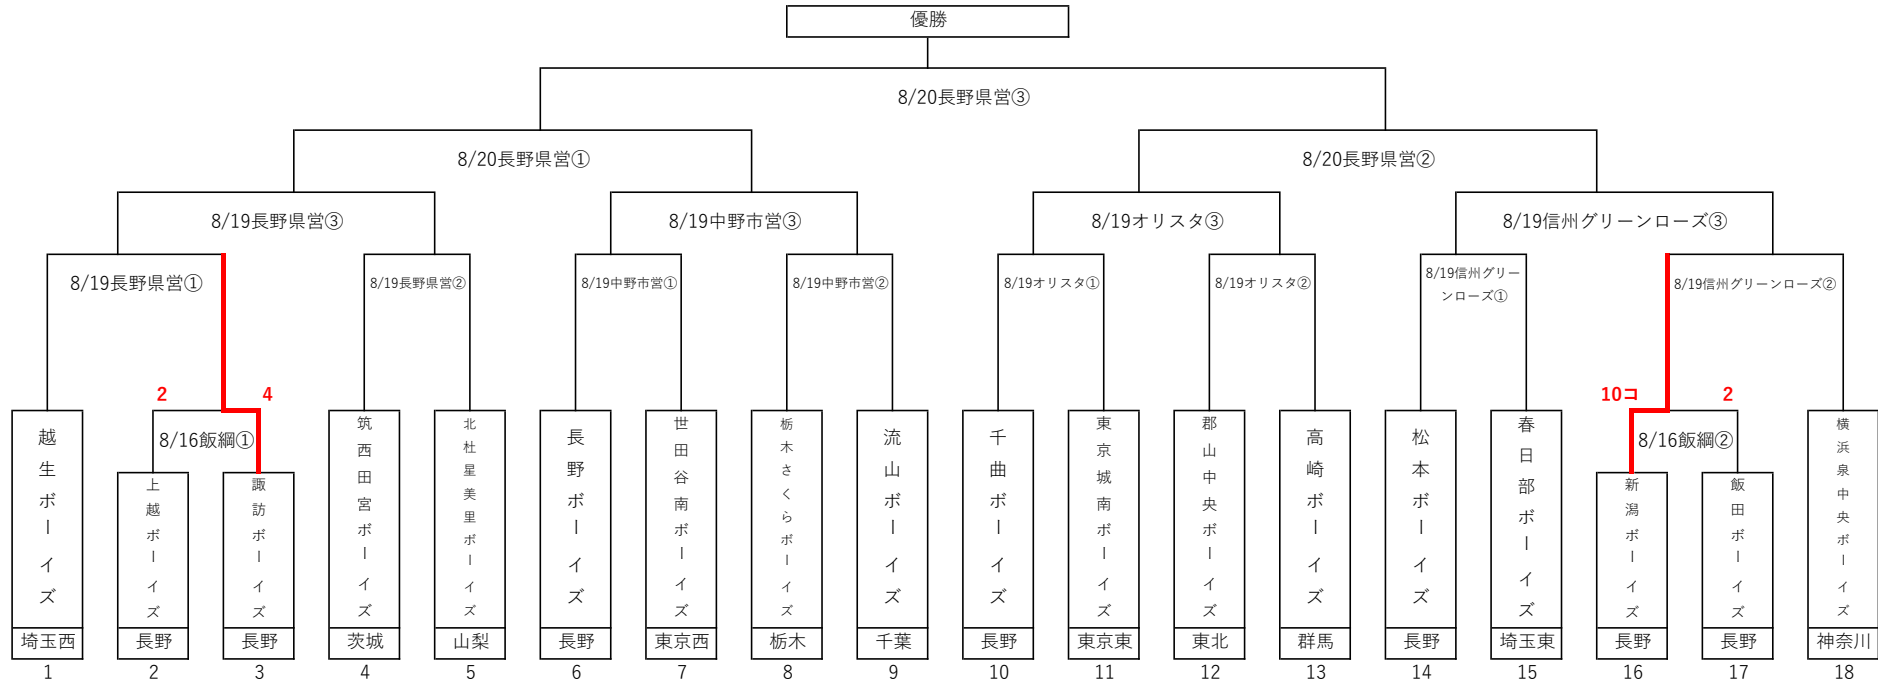 優勝
8/20長野県営③
8/20長野県営①
8/20長野県営②
8/19長野県営③
8/19中野市営③
8/19オリスタ③
8/19信州グリーンローズ③
8/19長野県営①
8/19長野県営②
8/19中野市営①
8/19中野市営②
8/19オリスタ①
8/19オリスタ②
8/19信州グリー
ンローズ①
8/19信州グリーンローズ②
2
4
10コ
2
8/16飯綱①
8/16飯綱②
越生ボーイズ
上越ボーイズ
諏訪ボーイズ
筑西田宮ボーイズ
北杜星美里ボーイズ
長野ボーイズ
世田谷南ボーイズ
栃木さくらボーイズ
流山ボーイズ
千曲ボーイズ
東京城南ボーイズ
郡山中央ボーイズ
高崎ボーイズ
松本ボーイズ
春日部ボーイズ
新潟ボーイズ
飯田ボーイズ
横浜泉中央ボーイズ
埼玉西
長野
長野
茨城
山梨
長野
東京西
栃木
千葉
長野
東京東
東北
群馬
長野
埼玉東
長野
長野
神奈川
1
2
3
4
5
6
7
8
9
10
11
12
13
14
15
16
17
18